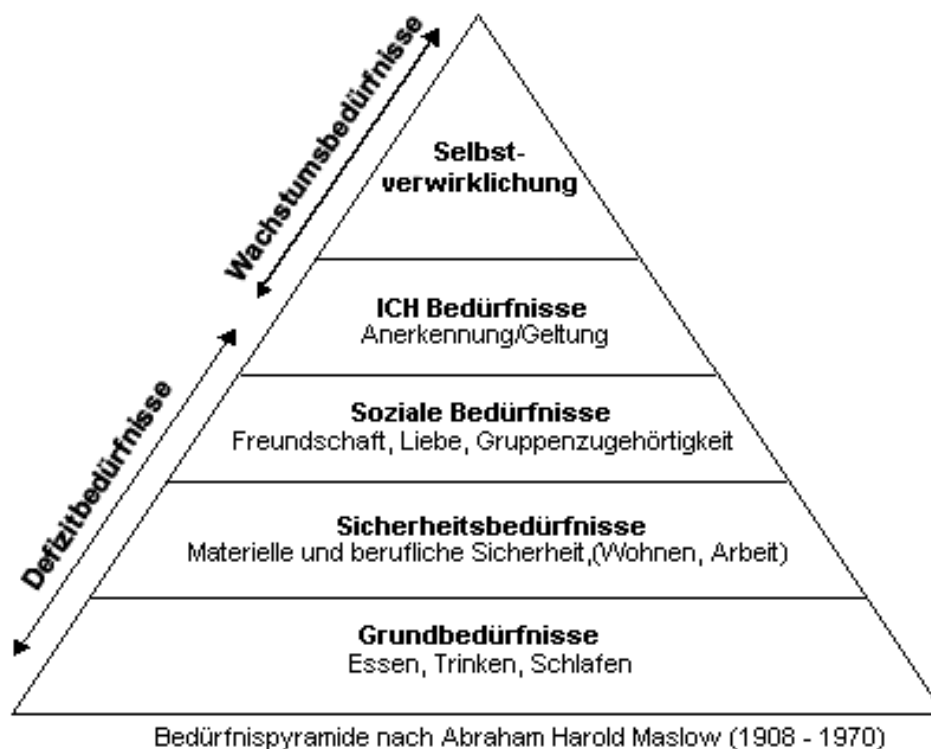 Wachstumsbedürfnisse
Defizitbedürfnisse
Selbst-
verwirklichung
ICH Bedürfnisse
Anerkennung/Geltung
Soziale Bedürfnisse
Freundschaft, Liebe, Gruppenzugehörtigkeit
Sicherheitsbedürfnisse
Materielle und berufliche Sicherheit,(Wohnen, Arbeit)
Grundbedürfnisse
Essen, Trinken, Schlafen
Bedürfnispyramide nach Abraham Harold Maslow (1908 - 1970)